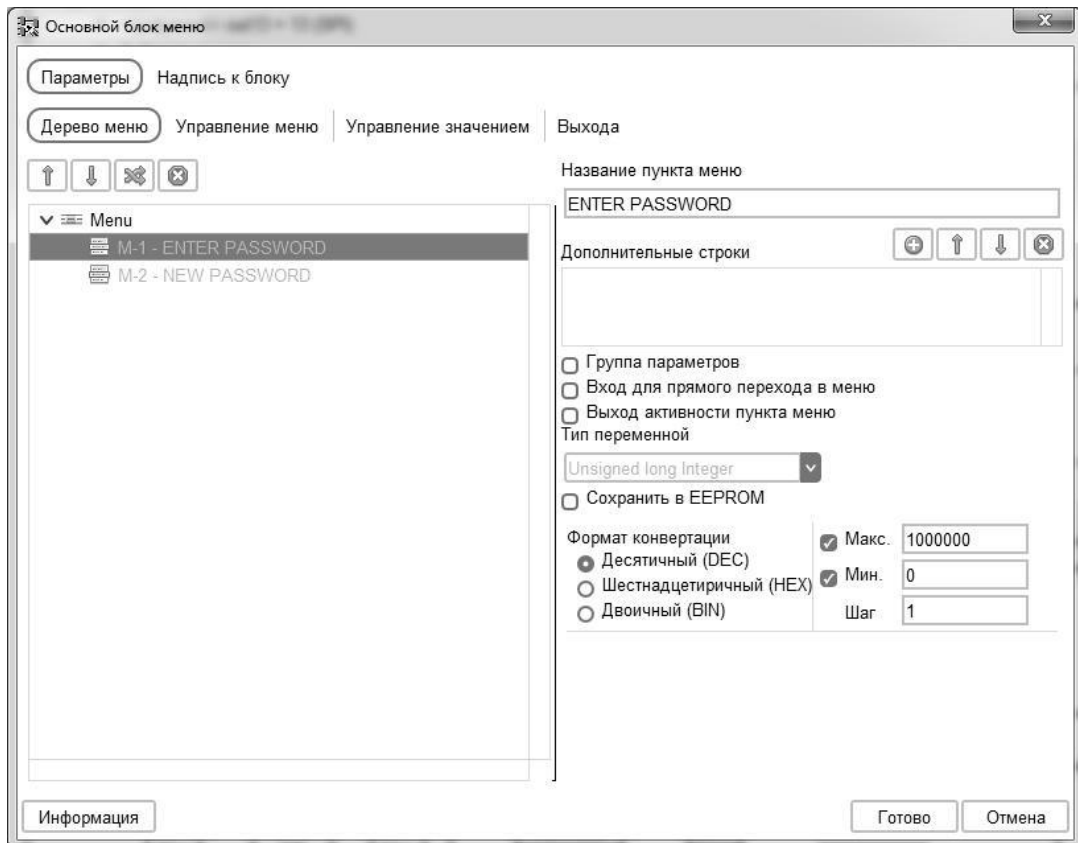 Основной блок меню
Параметры Надпись к блоку
Дерево меню Управление меню Управление значением Выхода
Название пункта меню
ENTER PASSWORD
Menu
M-1 - ENTER PASSWORD
M-2 - NEW PASSWORD
Дополнительные строки
Группа параметров
Вход для прямого перехода в меню
Выход активности пункта меню
Тип переменной
Unsigned long Integer
Сохранить в EEPROM
Формат конвертации
Десятичный (DEC)
Шестнадцетиричный (HEX)
Двоичный (BIN)
Макс. 1000000
Мин. 0
Шаг 1
Информация Готово Отмена